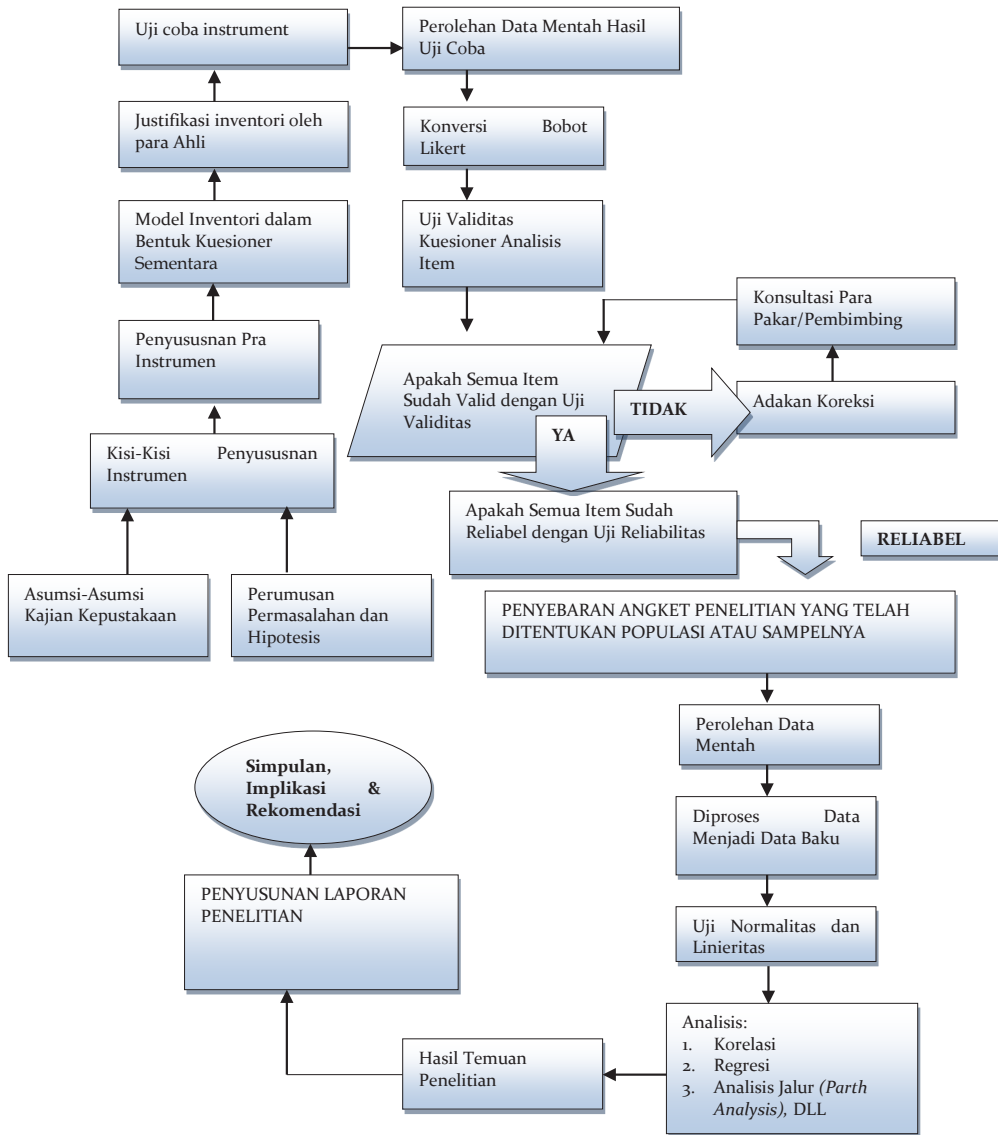 Uji coba instrument
Perolehan Data Mentah Hasil
Uji Coba
Justifikasi inventori oleh
para Ahli
Konversi Bobot
Likert
Model Inventori dalam
Bentuk Kuesioner
Sementara
Uji Validitas
Kuesioner Analisis
Item
Konsultasi Para
Pakar/Pembimbing
Penyususnan Pra
Instrumen
Apakah Semua Item
Sudah Valid dengan Uji
Validitas
TIDAK
Adakan Koreksi
YA
Kisi-Kisi Penyususnan
Instrumen
Apakah Semua Item Sudah
Reliabel dengan Uji Reliabilitas
RELIABEL
Asumsi-Asumsi
Kajian Kepustakaan
Perumusan
Permasalahan dan
Hipotesis
PENYEBARAN ANGKET PENELITIAN YANG TELAH
DITENTUKAN POPULASI ATAU SAMPELNYA
Perolehan Data
Mentah
Simpulan,
Implikasi &
Rekomendasi
Diproses Data
Menjadi Data Baku
PENYUSUNAN LAPORAN
PENELITIAN
Uji Normalitas dan
Linieritas
Analisis:
1. Korelasi
2. Regresi
3. Analisis Jalur (Parth
Analysis), DLL
Hasil Temuan
Penelitian